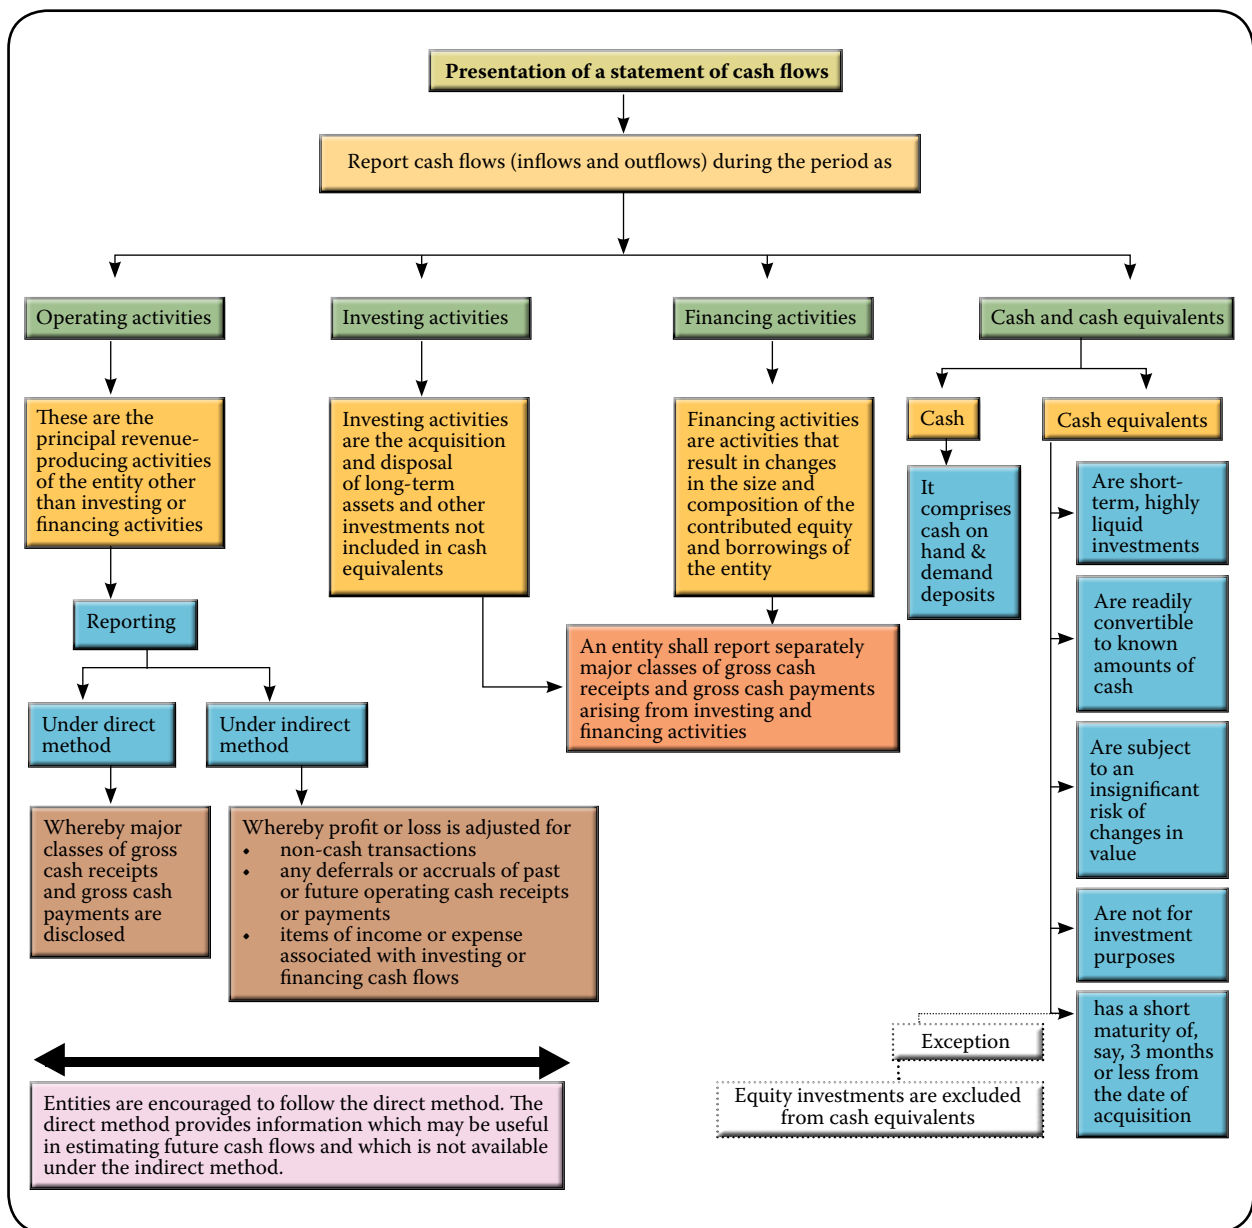 Presentation of a statement of cash flows
Report cash flows (inflows and outflows) during the period as
Operating activities
Investing activities
Financing activities
Cash and cash equivalents
These are the
principal revenue-
producing activities
of the entity other
than investing or
financing activities
Investing activities
are the acquisition
and disposal
of long-term
assets and other
investments not
included in cash
equivalents
Financing activities
are activities that
result in changes
in the size and
composition of the
contributed equity
and borrowings of
the entity
Cash
Cash equivalents
It
comprises
cash on
hand &
demand
deposits
Are short-
term, highly
liquid
investments
Are readily
convertible
to known
amounts of
cash
Reporting
An entity shall report separately
major classes of gross cash
receipts and gross cash payments
arising from investing and
financing activities
Under direct
method
Under indirect
method
Are subject
to an
insignificant
risk of
changes in
value
Whereby major
classes of gross
cash receipts
and gross cash
payments are
disclosed
Whereby profit or loss is adjusted for
• non-cash transactions
• any deferrals or accruals of past
or future operating cash receipts
or payments
• items of income or expense
associated with investing or
financing cash flows
Are not for
investment
purposes
has a short
maturity of,
say, 3 months
or less from
the date of
acquisition
Exception
Equity investments are excluded
from cash equivalents
Entities are encouraged to follow the direct method. The
direct method provides information which may be useful
in estimating future cash flows and which is not available
under the indirect method.